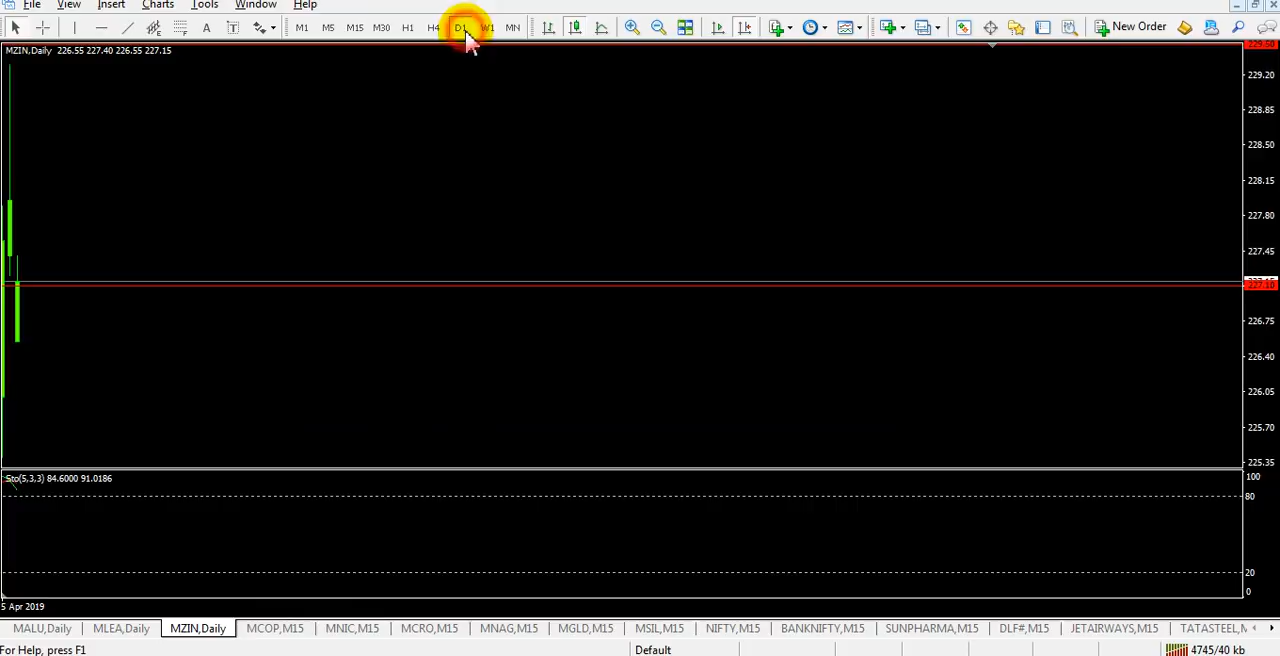 File View Insert Charts Tools Window Help
A T M1 M5 M15 M30 H1 H4 D1 W1 MN New Order
MZIN,Daily 226.55 227.40 226.55 227.15
229.50
229.20
228.85
228.50
228.15
227.80
227.45
227.10
226.75
226.40
226.05
225.70
225.35
Sto(5,3,3) 84.6000 91.0186
100
80
20
0
5 Apr 2019
MALU,Daily MLEA,Daily MZIN,Daily MCOP,M15 MNIC,M15 MCRO,M15 MNAG,M15 MGLD,M15 MSIL,M15 NIFTY,M15 BANKNIFTY,M15 SUNPHARMA,M15 DLF#,M15 JETAIRWAYS,M15 TATASTEEL,M
For Help, press F1 Default 4745/40 kb